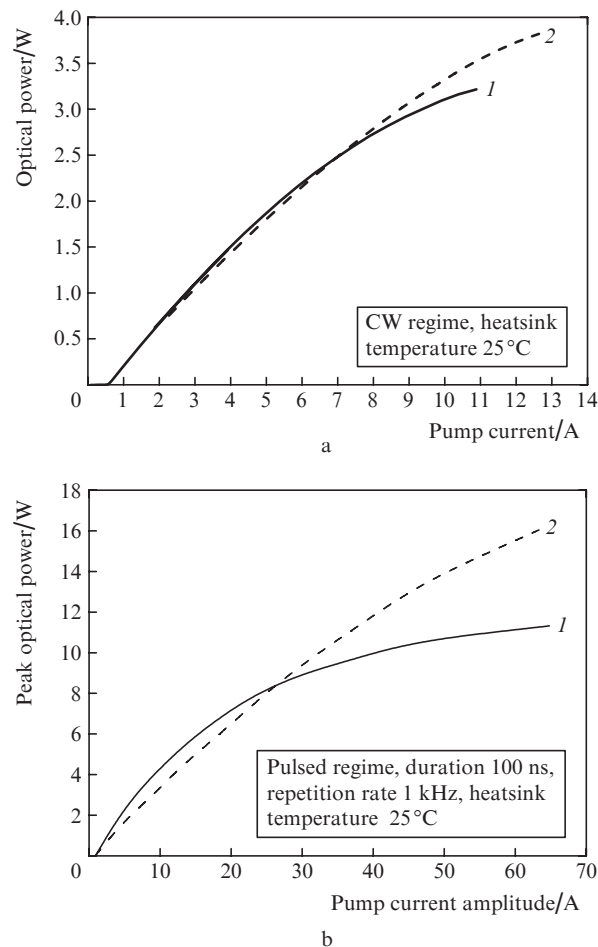 Optical power/W
4.0
3.5
3.0
2.5
2.0
1.5
1.0
0.5
0
2
1
CW regime, heatsink
temperature 25°C
1 2 3 4 5 6 7 8 9 10 11 12 13 14
Pump current/A
a
Peak optical power/W
18
16
14
12
10
8
6
4
2
0
2
1
Pulsed regime, duration 100 ns,
repetition rate 1 kHz, heatsink
temperature 25°C
10 20 30 40 50 60 70
Pump current amplitude/A
b